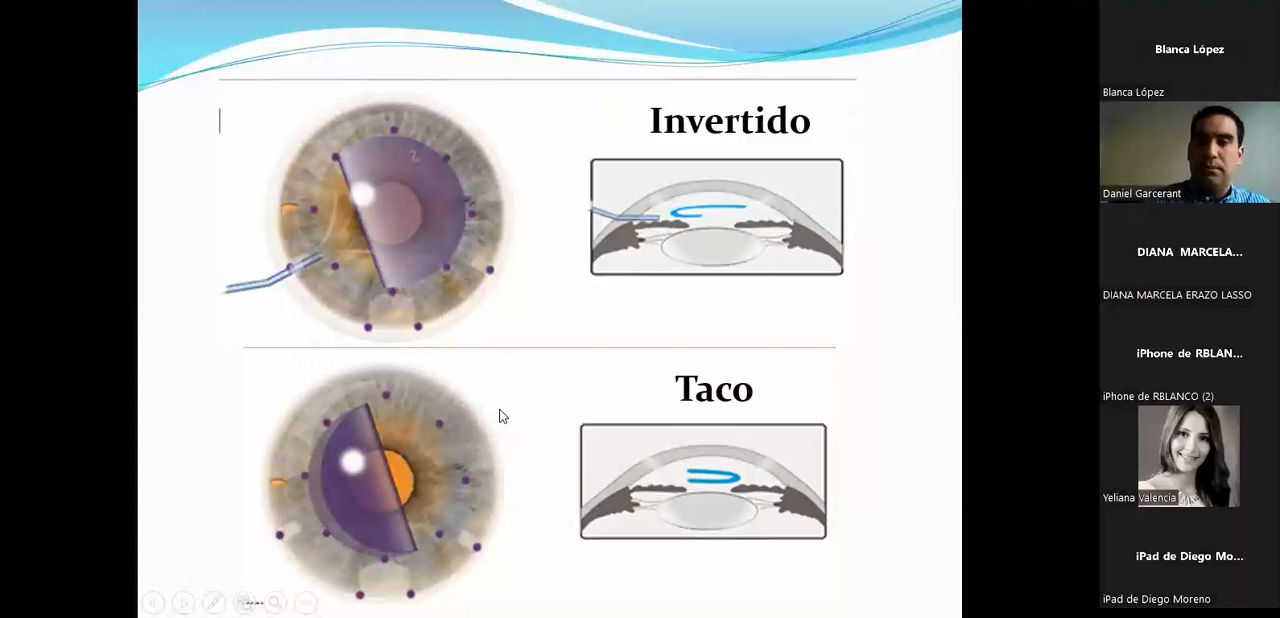 Invertido
Taco
Blanca López
Blanca López
Daniel Garcerant
DIANA MARCELA...
DIANA MARCELA ERAZO LASSO
iPhone de RBLAN...
iPhone de RBLANCO (2)
Yeliana Valencia
iPad de Diego Mo...
iPad de Diego Moreno